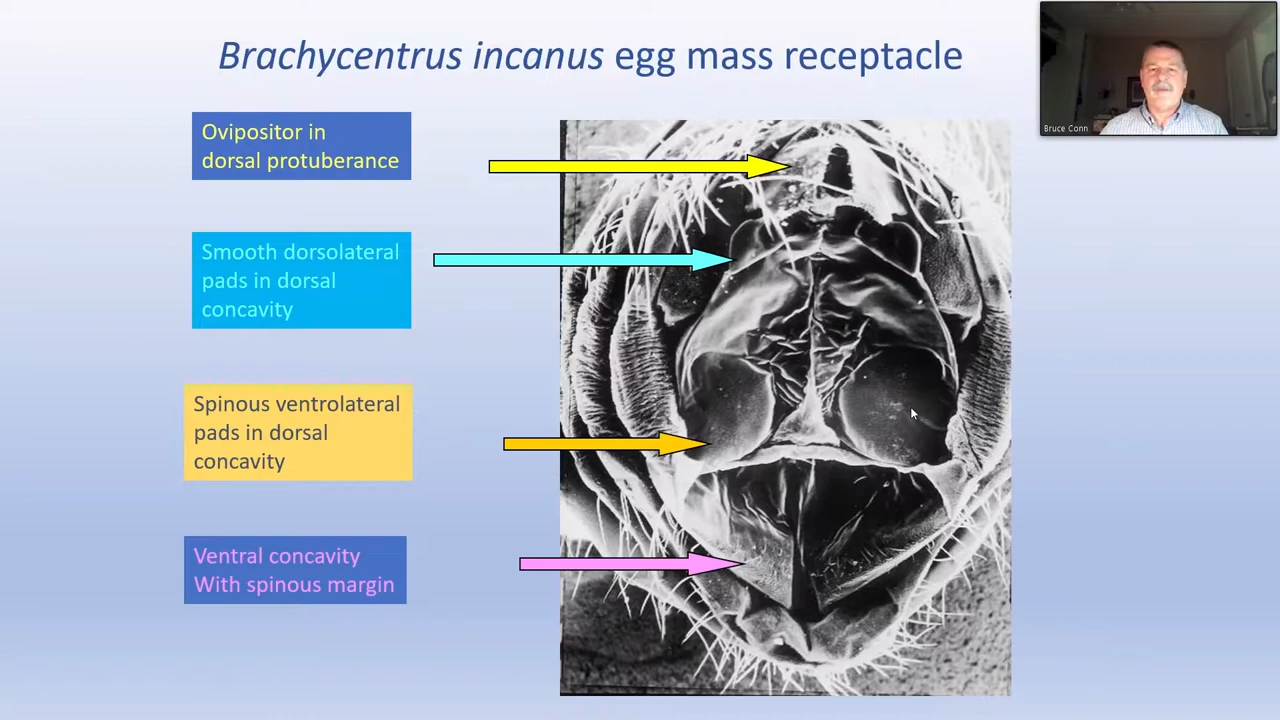 Brachycentrus incanus egg mass receptacle
Ovipositor in
dorsal protuberance
Smooth dorsolateral
pads in dorsal
concavity
Spinous ventrolateral
pads in dorsal
concavity
Ventral concavity
With spinous margin
Bruce Conn